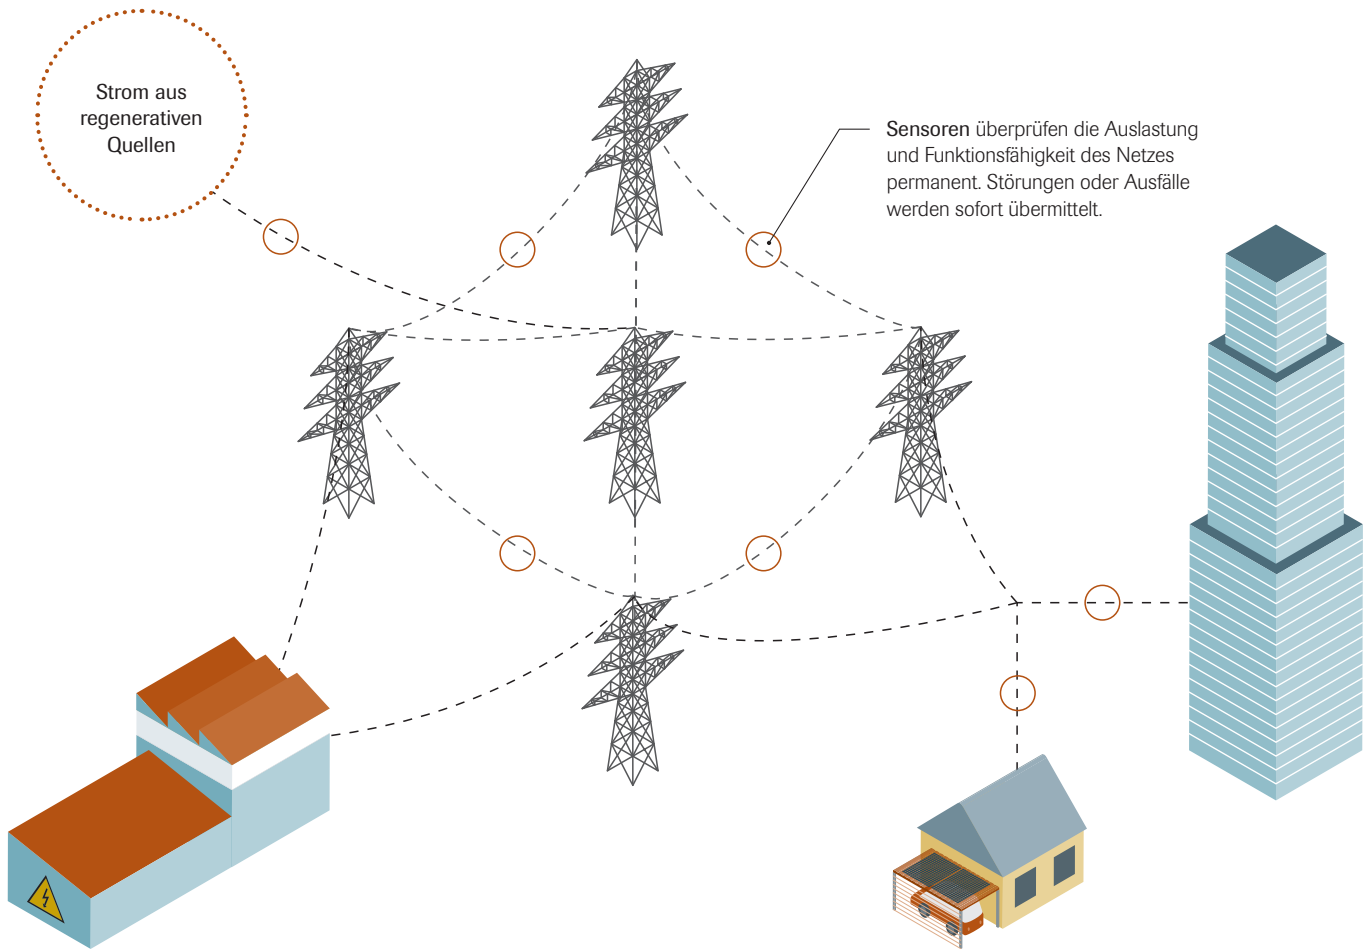 Strom aus
regenerativen
Quellen
Sensoren überprüfen die Auslastung
und Funktionsfähigkeit des Netzes
permanent. Störungen oder Ausfälle
werden sofort übermittelt.